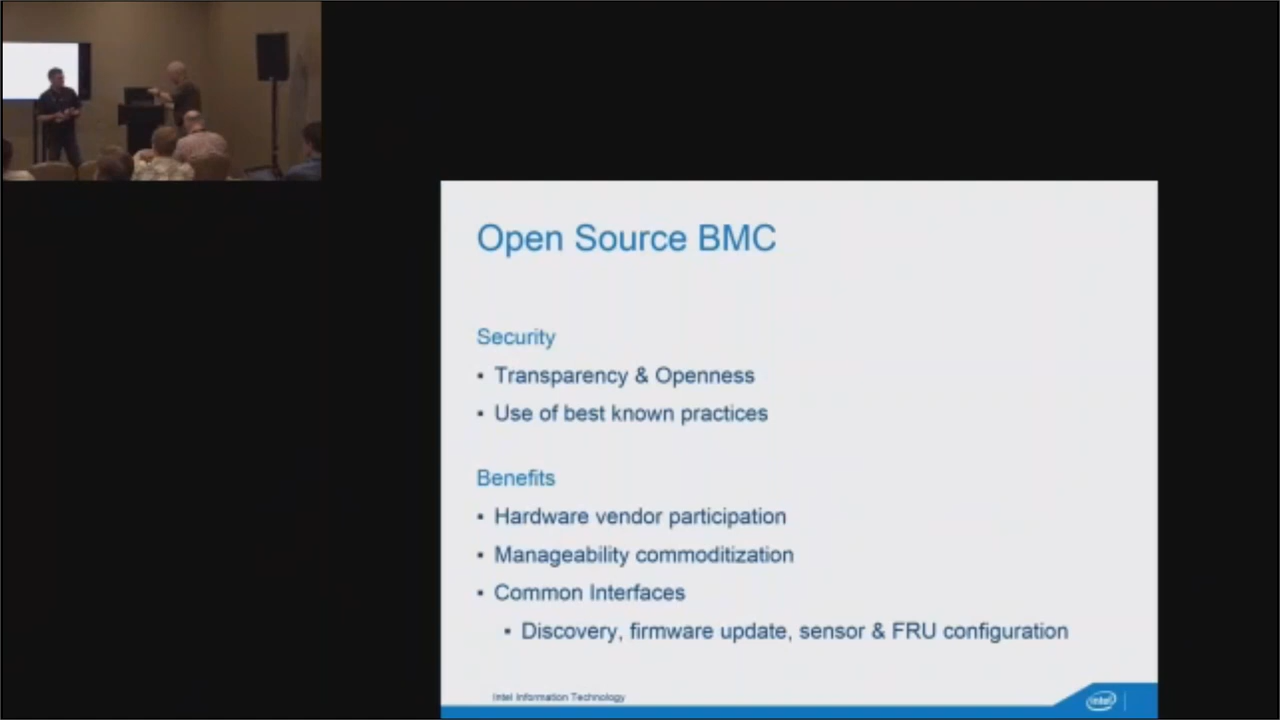 Open Source BMC
Security
▪ Transparency & Openness
▪ Use of best known practices
Benefits
▪ Hardware vendor participation
▪ Manageability commoditization
▪ Common Interfaces
▪ Discovery, firmware update, sensor & FRU configuration
Intel Information Technology
intel